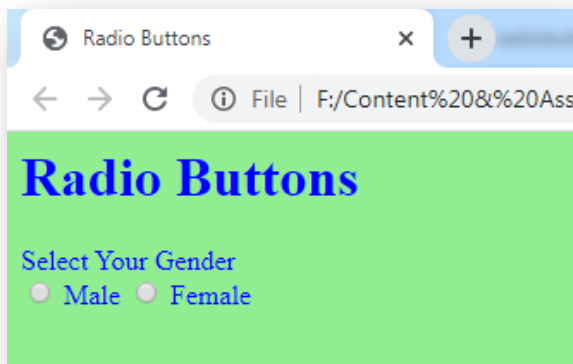 Radio Buttons
File | F:/Content%20&%20Ass
Radio Buttons
Select Your Gender
Male Female